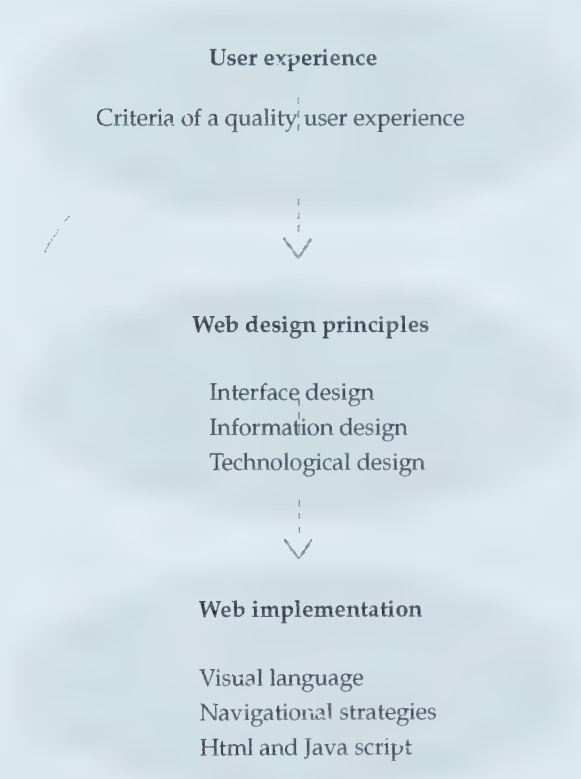 User experience
Criteria of a quality user experience
Web design principles
Interface design
Information design
Technological design
Web implementation
Visual language
Navigational strategies
Html and Java script